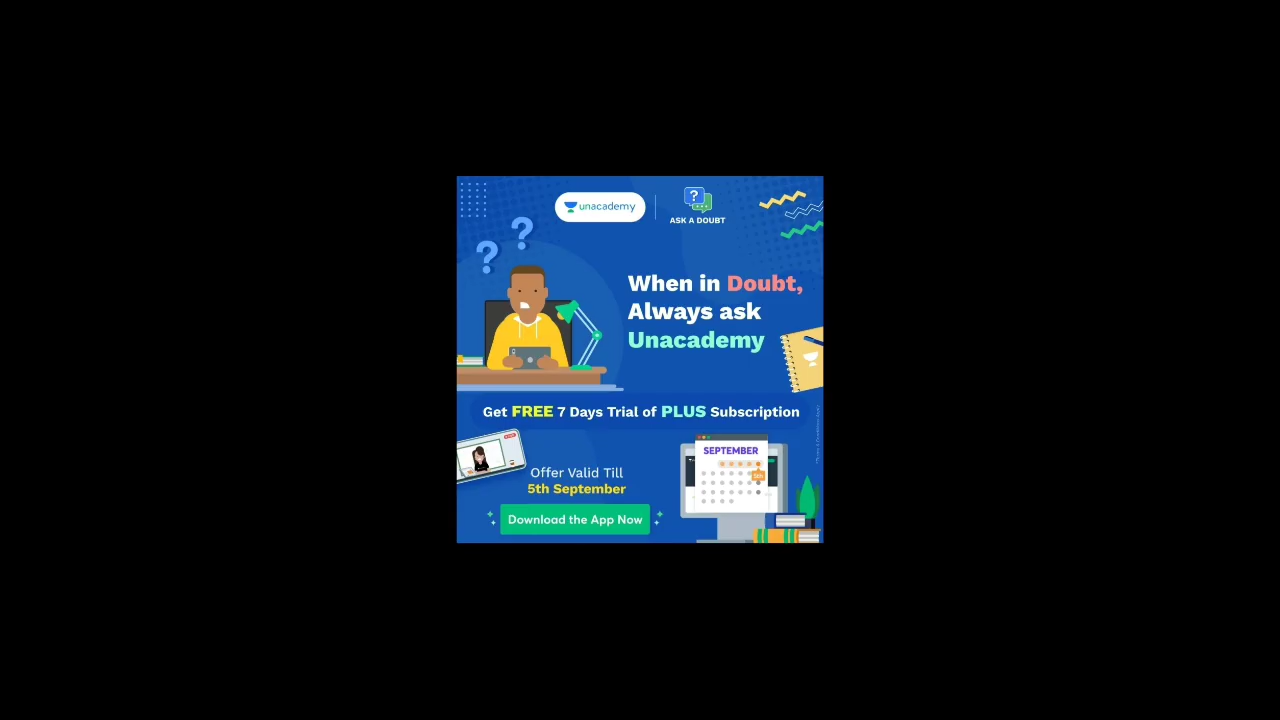 unacademy
ASK A DOUBT
When in Doubt,
Always ask
Unacademy
Get FREE 7 Days Trial of PLUS Subscription
SEPTEMBER
Offer Valid Till
5th September
Download the App Now